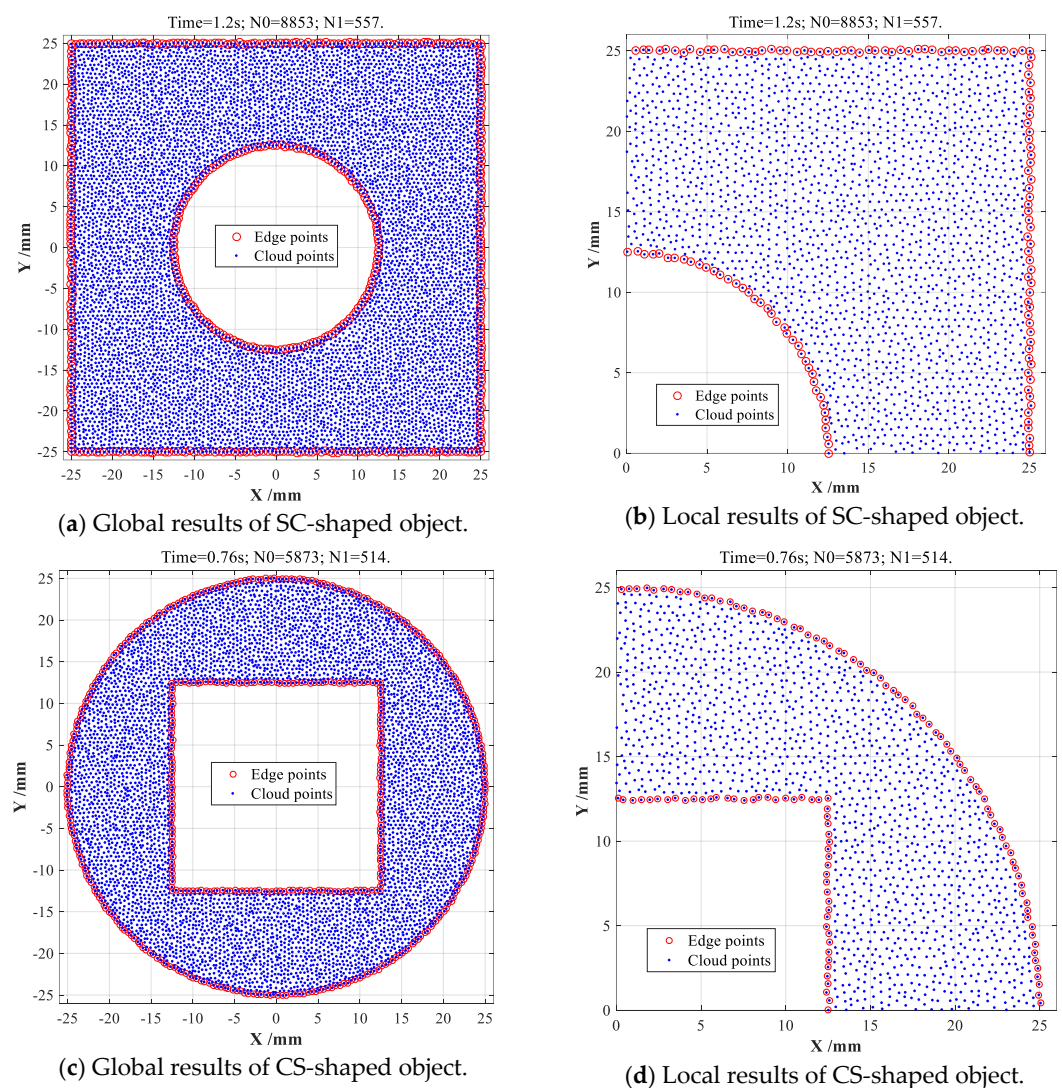 Time=1.2s; N0=8853; N1=557.
25
20
15
10
5
0
-5
-10
-15
-20
-25
Y /mm
Edge points
Cloud points
-25 -20 -15 -10 -5 0 5 10 15 20 25
X /mm
(a) Global results of SC-shaped object.
Time=1.2s; N0=8853; N1=557.
25
20
15
10
5
0
Y /mm
Edge points
Cloud points
0 5 10 15 20 25
X /mm
(b) Local results of SC-shaped object.
Time=0.76s; N0=5873; N1=514.
25
20
15
10
5
0
-5
-10
-15
-20
-25
Y /mm
Edge points
Cloud points
-25 -20 -15 -10 -5 0 5 10 15 20 25
X /mm
(c) Global results of CS-shaped object.
Time=0.76s; N0=5873; N1=514.
25
20
15
10
5
0
Y /mm
Edge points
Cloud points
0 5 10 15 20 25
X /mm
(d) Local results of CS-shaped object.